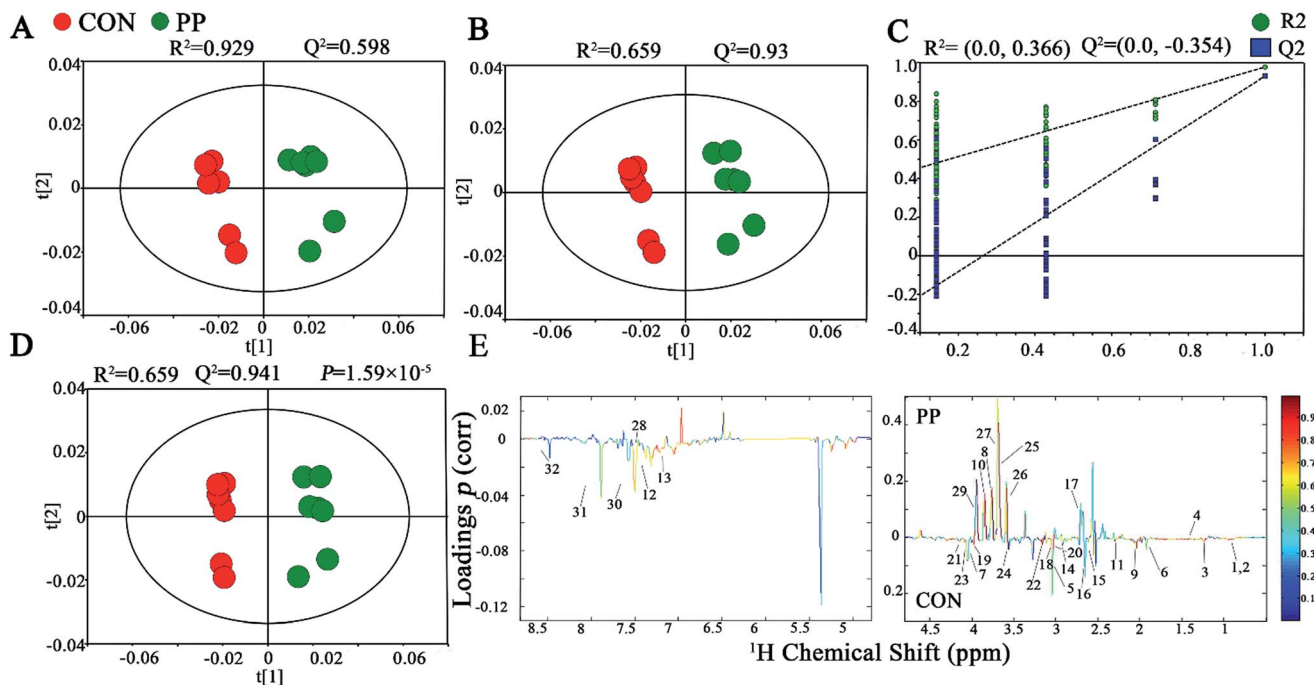 A
CON
PP
R²=0.929 Q²=0.598
0.04
0.02
0
-0.02
-0.04
t[2]
-0.06 -0.02 0 0.02 0.06
t[1]
B
R²=0.659 Q²=0.93
0.04
0.02
0
-0.02
-0.04
t[2]
-0.06 -0.02 0 0.02 0.06
t[1]
C
R2
Q2
R²= (0.0, 0.366) Q²=(0.0, -0.354)
1.0
0.8
0.6
0.4
0.2
0
-0.2
-0.4
0.2 0.4 0.6 0.8 1.0
D
R²=0.659 Q²=0.941 P=1.59×10⁻⁵
0.04
0.02
0
-0.02
-0.04
t[2]
-0.06 -0.02 0 0.02 0.06
t[1]
E
Loadings p (corr)
0.02
0
-0.04
-0.08
-0.12
28
32
31
30
12
13
8.5 8 7.5 7 6.5 6 5.5 5
PP
CON
0.4
0.2
0
0.2
27
25
10
8
26
29
17
4
21
23
19
7
24
22
18
5
14
20
16
15
11
9
6
3
1,2
4.5 4 3.5 3 2.5 2 1.5 1
0.9
0.8
0.7
0.6
0.5
0.4
0.3
0.2
0.1
¹H Chemical Shift (ppm)